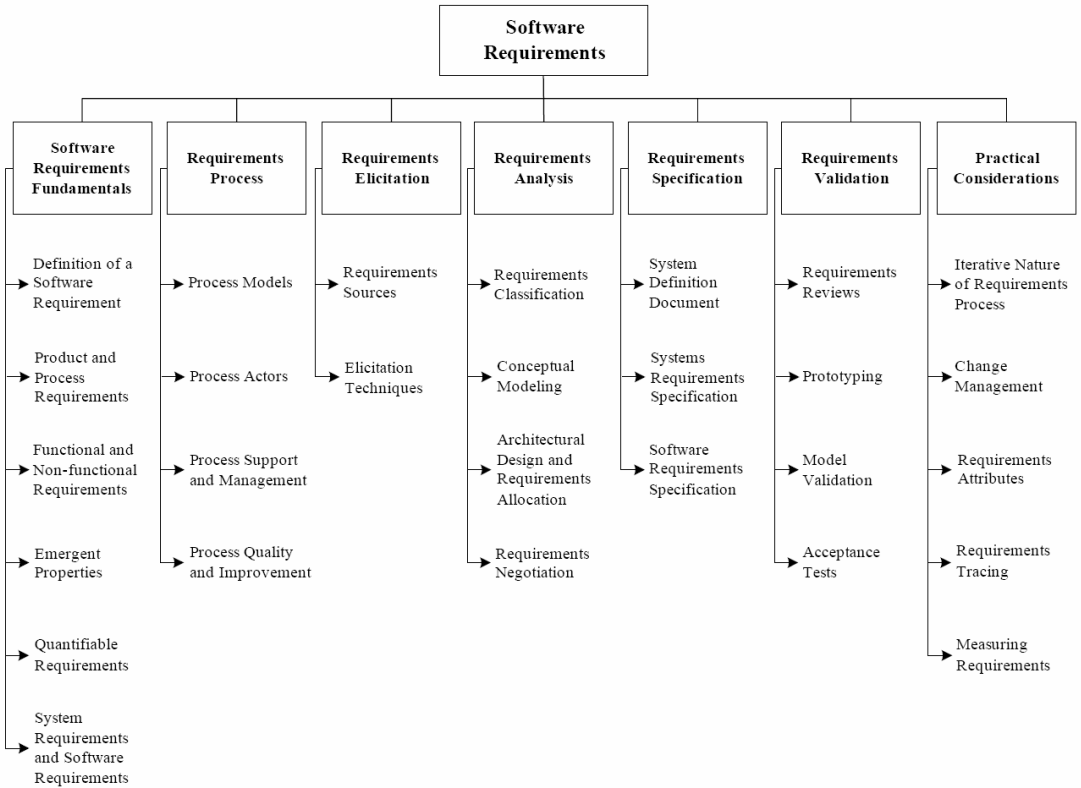 Software
Requirements
Software
Requirements
Fundamentals
Requirements
Process
Requirements
Elicitation
Requirements
Analysis
Requirements
Specification
Requirements
Validation
Practical
Considerations
Definition of a
Software
Requirement
Product and
Process
Requirements
Functional and
Non-functional
Requirements
Emergent
Properties
Quantifiable
Requirements
System
Requirements
and Software
Requirements
Process Models
Process Actors
Process Support
and Management
Process Quality
and Improvement
Requirements
Sources
Elicitation
Techniques
Requirements
Classification
Conceptual
Modeling
Architectural
Design and
Requirements
Allocation
Requirements
Negotiation
System
Definition
Document
Systems
Requirements
Specification
Software
Requirements
Specification
Requirements
Reviews
Prototyping
Model
Validation
Acceptance
Tests
Iterative Nature
of Requirements
Process
Change
Management
Requirements
Attributes
Requirements
Tracing
Measuring
Requirements